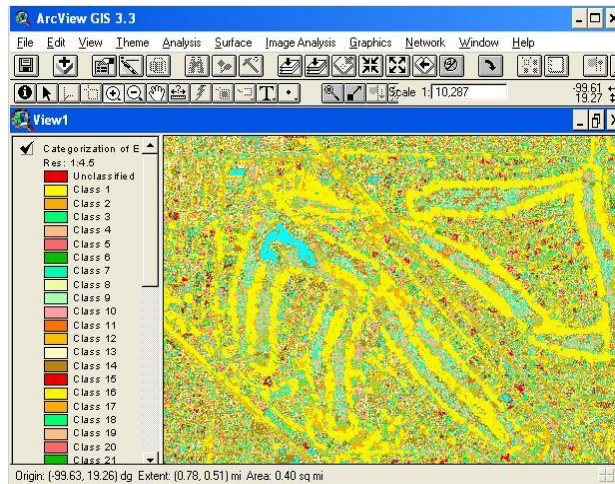 ArcView GIS 3.3
File Edit View Theme Analysis Surface Image Analysis Graphics Network Window Help
Scale 1: 10,287
-99.61
19.27
View1
Categorization of E
Res: 1:4.5
Unclassified
Class 1
Class 2
Class 3
Class 4
Class 5
Class 6
Class 7
Class 8
Class 9
Class 10
Class 11
Class 12
Class 13
Class 14
Class 15
Class 16
Class 17
Class 18
Class 19
Class 20
Class 21
Origin: (-99.63, 19.26) dg Extent: (0.78, 0.51) mi Area: 0.40 sq mi